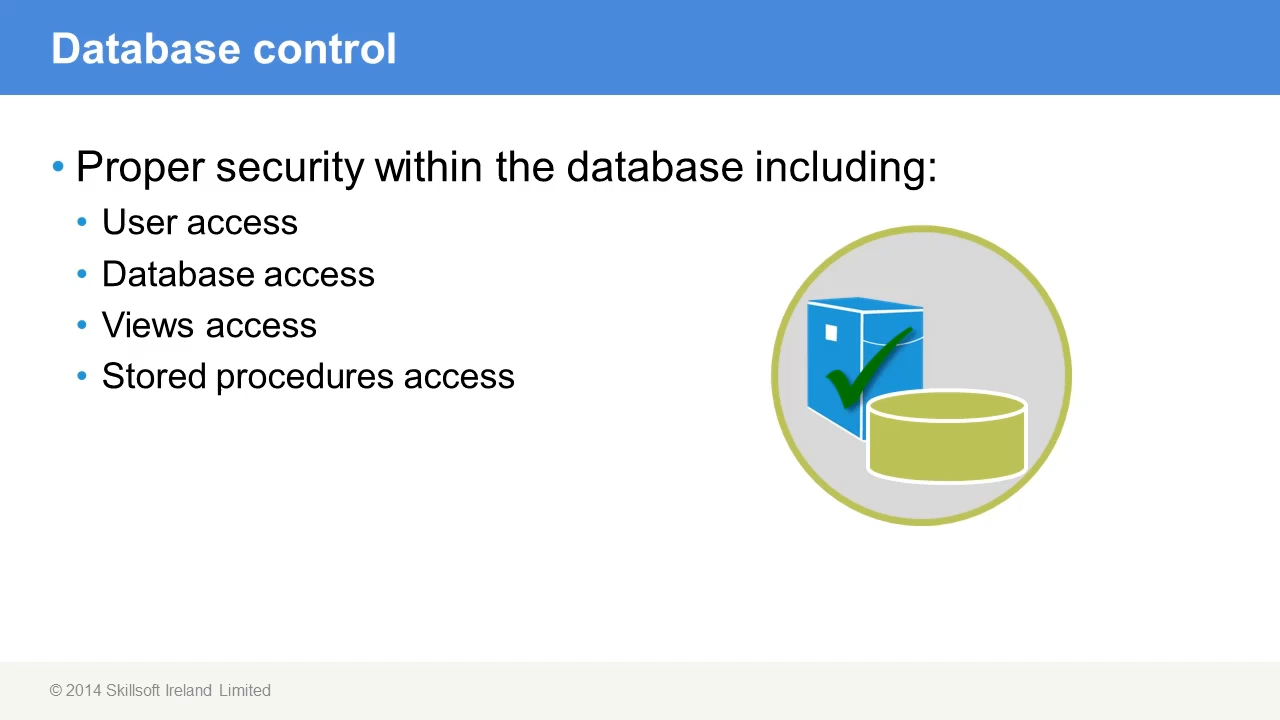 Database control
• Proper security within the database including:
• User access
• Database access
• Views access
• Stored procedures access
© 2014 Skillsoft Ireland Limited